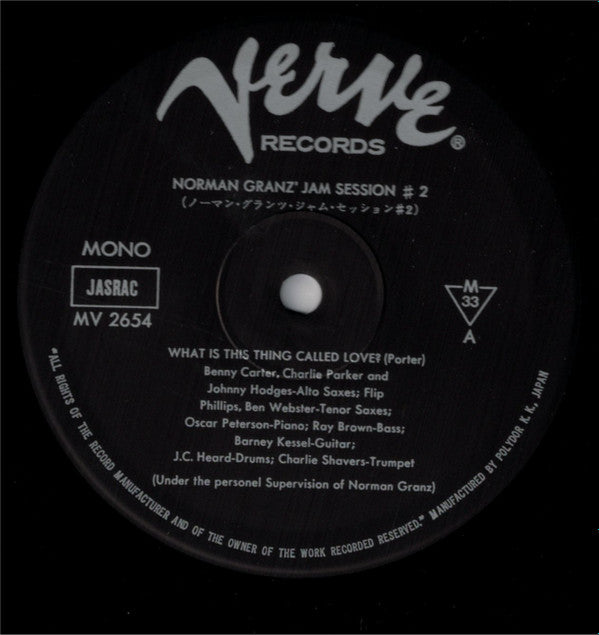 Verve
RECORDS ®
NORMAN GRANZ' JAM SESSION # 2
(ノーマン・グランツ・ジャム・セッション#2)
MONO
JASRAC
MV 2654
M
33
A
WHAT IS THIS THING CALLED LOVE? (Porter)
Benny Carter, Charlie Parker and
Johnny Hodges-Alto Saxes; Flip
Phillips, Ben Webster-Tenor Saxes;
Oscar Peterson-Piano; Ray Brown-Bass;
Barney Kessel-Guitar;
J.C. Heard-Drums; Charlie Shavers-Trumpet
(Under the personel Supervision of Norman Granz)
"ALL RIGHTS OF THE RECORD MANUFACTURER AND OF THE OWNER OF THE WORK RECORDED RESERVED." MANUFACTURED BY POLYDOR K. K., JAPAN